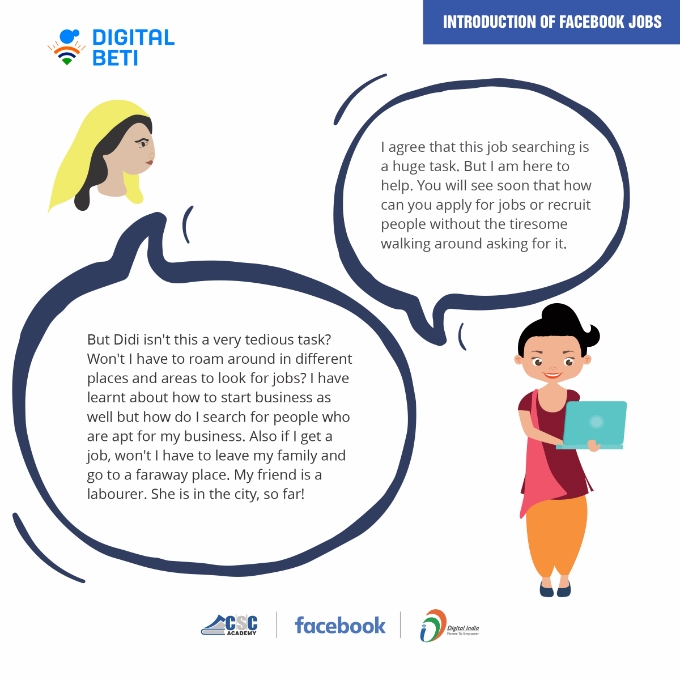 INTRODUCTION OF FACEBOOK JOBS
DIGITAL
BETI
I agree that this job searching is
a huge task. But I am here to
help. You will see soon that how
can you apply for jobs or recruit
people without the tiresome
walking around asking for it.
But Didi isn't this a very tedious task?
Won't I have to roam around in different
places and areas to look for jobs? I have
learnt about how to start business as
well but how do I search for people who
are apt for my business. Also if I get a
job, won't I have to leave my family and
go to a faraway place. My friend is a
labourer. She is in the city, so far!
CSC
ACADEMY
facebook
Digital India
Power To Empower